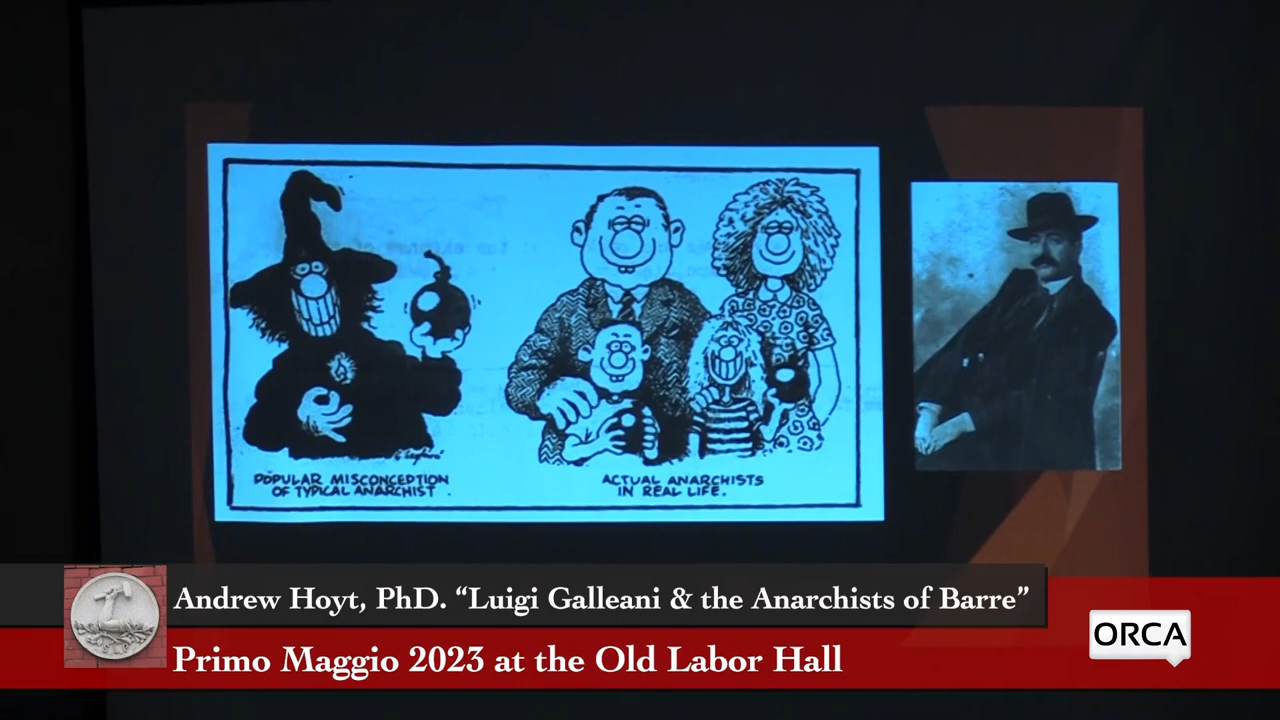 POPULAR MISCONCEPTION
OF TYPICAL ANARCHIST.
ACTUAL ANARCHISTS
IN REAL LIFE.
Andrew Hoyt, PhD. “Luigi Galleani & the Anarchists of Barre”
Primo Maggio 2023 at the Old Labor Hall
ORCA